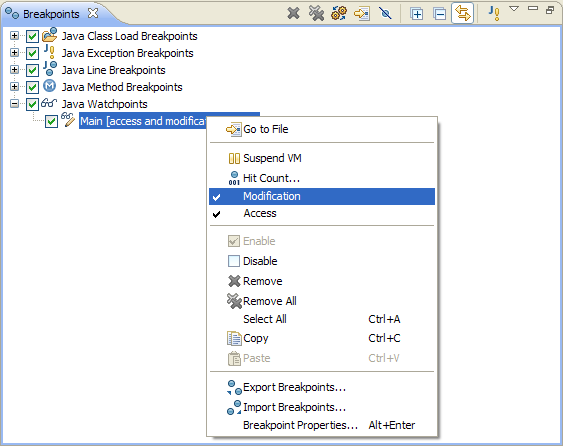 Breakpoints
Java Class Load Breakpoints
Java Exception Breakpoints
Java Line Breakpoints
Java Method Breakpoints
Java Watchpoints
Main [access and modificat
Go to File
Suspend VM
Hit Count...
Modification
Access
Enable
Disable
Remove
Remove All
Select All Ctrl+A
Copy Ctrl+C
Paste Ctrl+V
Export Breakpoints...
Import Breakpoints...
Breakpoint Properties... Alt+Enter